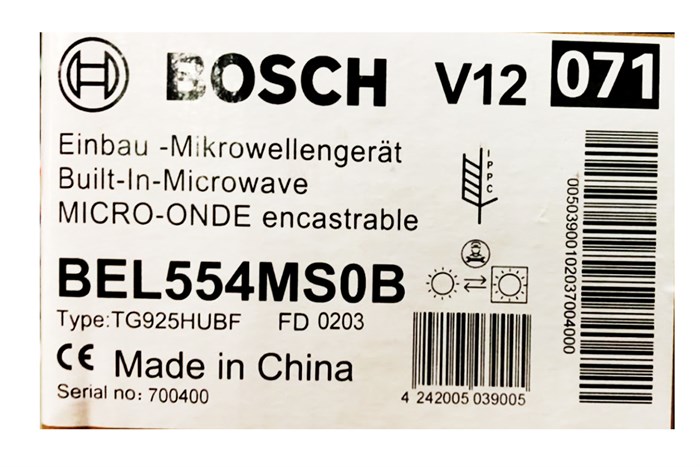 BOSCH V12 071
Einbau -Mikrowellengerät
Built-In-Microwave
MICRO-ONDE encastrable
IPPC
BEL554MS0B
Type:TG925HUBF FD 0203
CE Made in China
Serial no: 700400
4 242005 039005
00503900102037004000